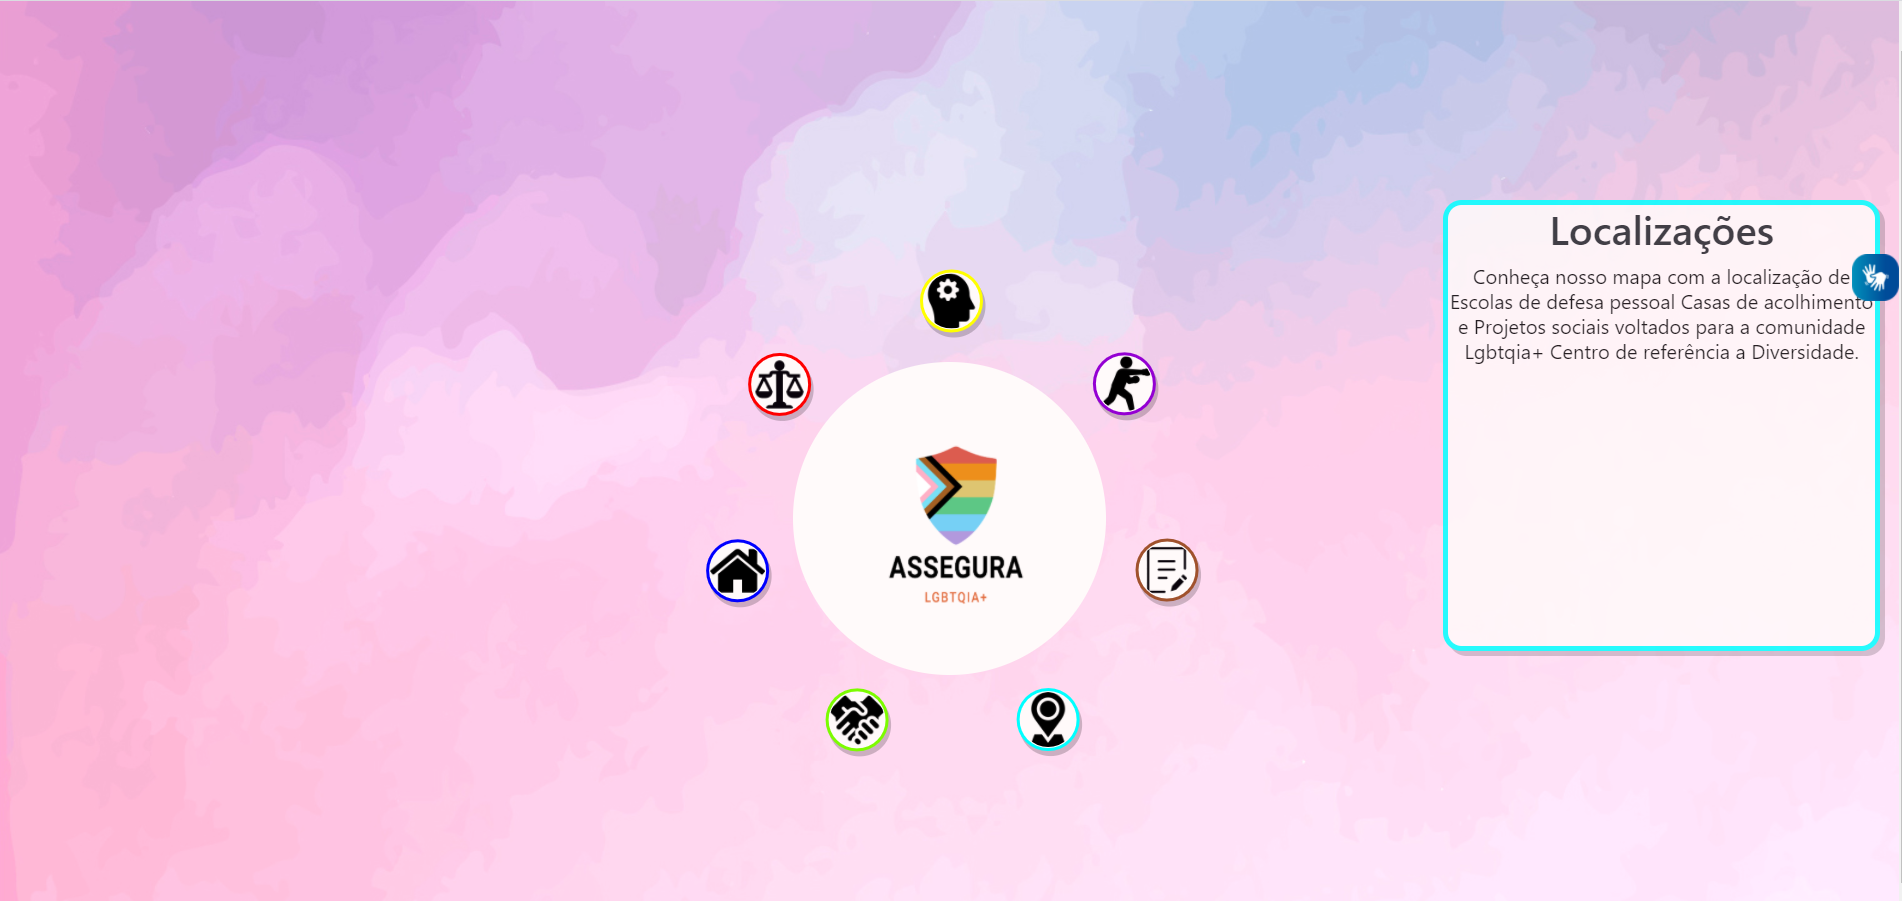 Localizações
Conheça nosso mapa com a localização de
Escolas de defesa pessoal Casas de acolhimento
e Projetos sociais voltados para a comunidade
Lgbtqia+ Centro de referência a Diversidade.
ASSEGURA
LGBTQIA+